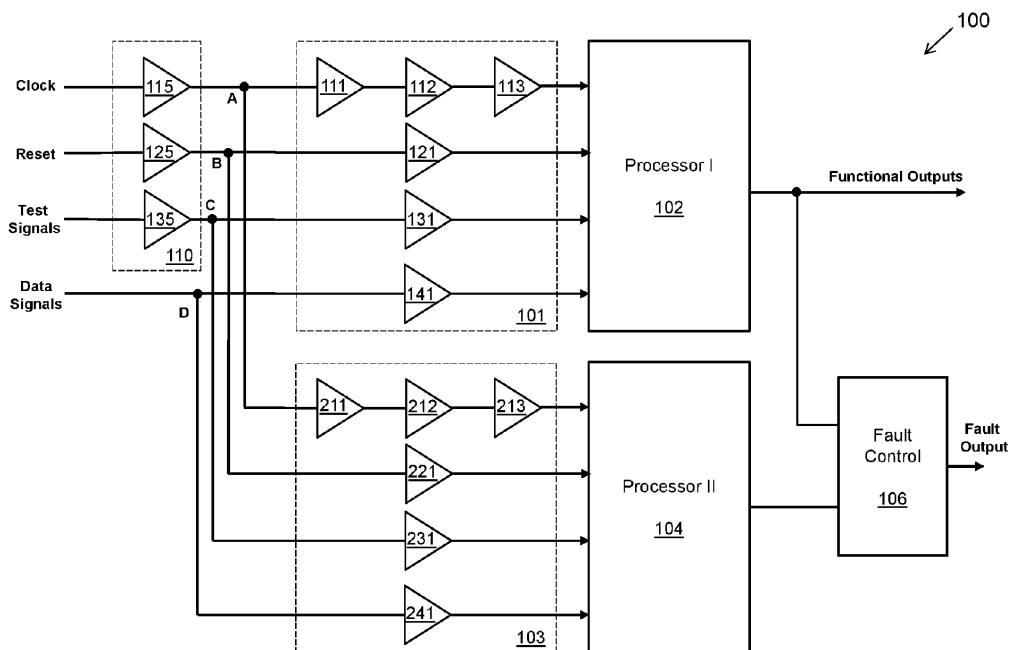 100
Clock
115
A
111
112
113
Reset
125
B
121
Processor I
102
Functional Outputs
Test
Signals
135
C
131
110
Data
Signals
D
141
101
211
212
213
221
Processor II
104
231
241
103
Fault
Control
106
Fault
Output